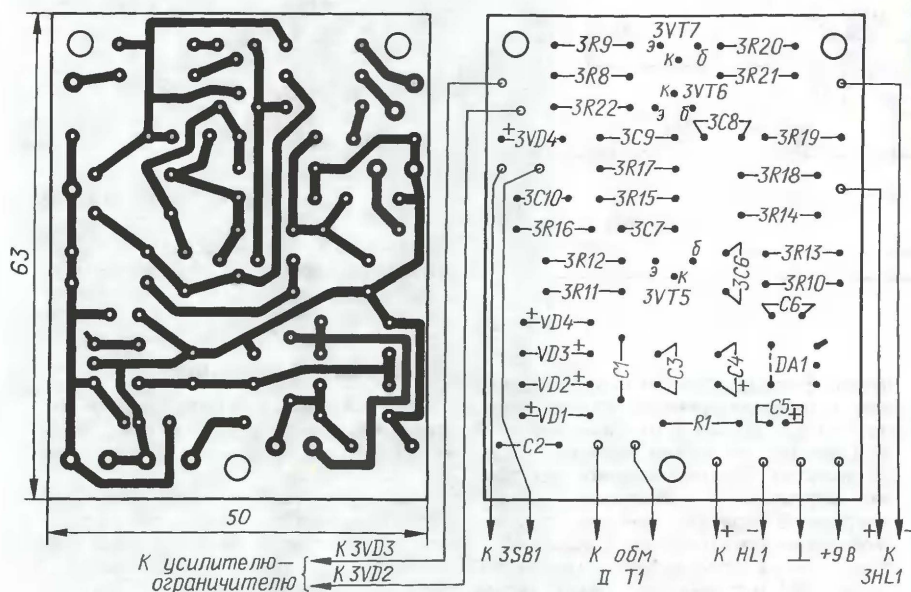 3VT7
3R9
э
б
3R20
к
3R8
3R21
к
3VT6
3R22
э
б
3C8
±
3VD4
3C9
3R19
3R17
3R18
3C10
3R15
3R14
3R16
3C7
63
3R12
э
б
к
3C6
3R13
3R11
3VT5
3R10
C6
±VD4
VD3±
C1
C3
C4
DA1
VD2±
+
±VD1
R1
C5
+
C2
50
+
-
+
-
К 3VD3
К усилителю-
ограничителю
К 3VD2
К 3SB1
К обм.
II T1
К HL1
⊥
+9В
К
3HL1